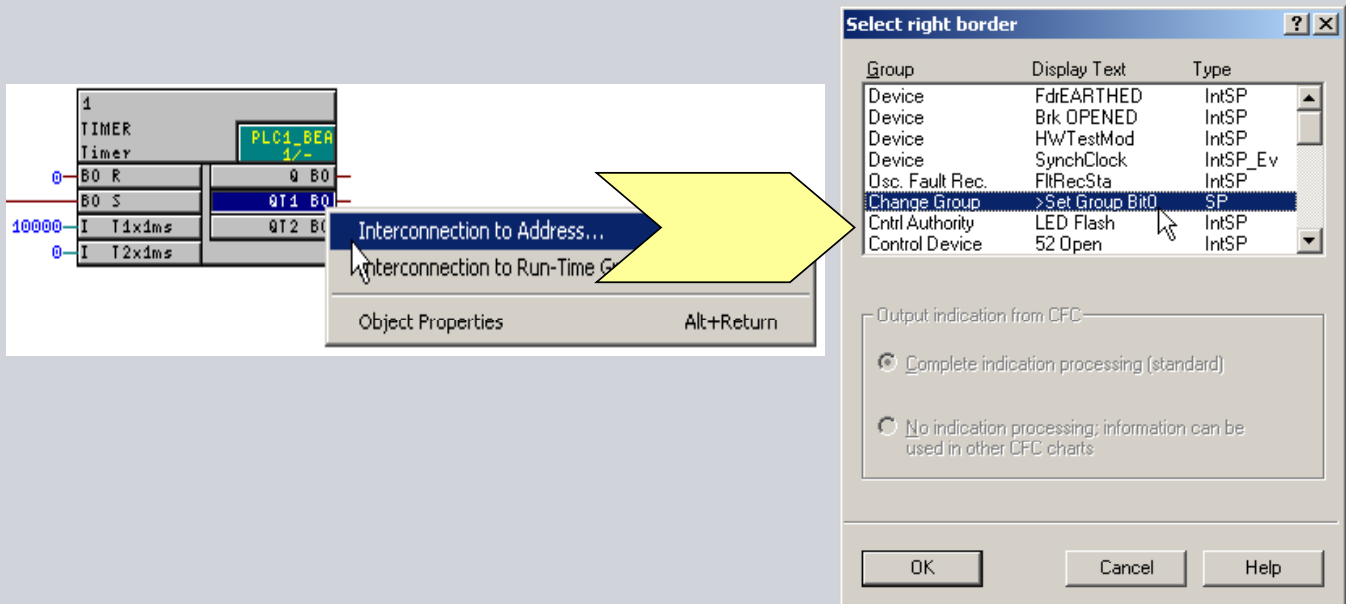 1
TIMER
Timer
PLC1_BEA
1/-
0 BO R Q BO
BO S QT1 BO
10000 I T1x1ms QT2 BO
0 I T2x1ms
Interconnection to Address...
Interconnection to Run-Time
Object Properties Alt+Return
Select right border
Group Display Text Type
Device FdrEARTHED IntSP
Device Brk OPENED IntSP
Device HWTestMod IntSP
Device SynchClock IntSP_Ev
Osc. Fault Rec. FltRecSta IntSP
Change Group >Set Group Bit0 SP
Cntrl Authority LED Flash IntSP
Control Device 52 Open IntSP
Output indication from CFC
Complete indication processing (standard)
No indication processing; information can be
used in other CFC charts
OK Cancel Help